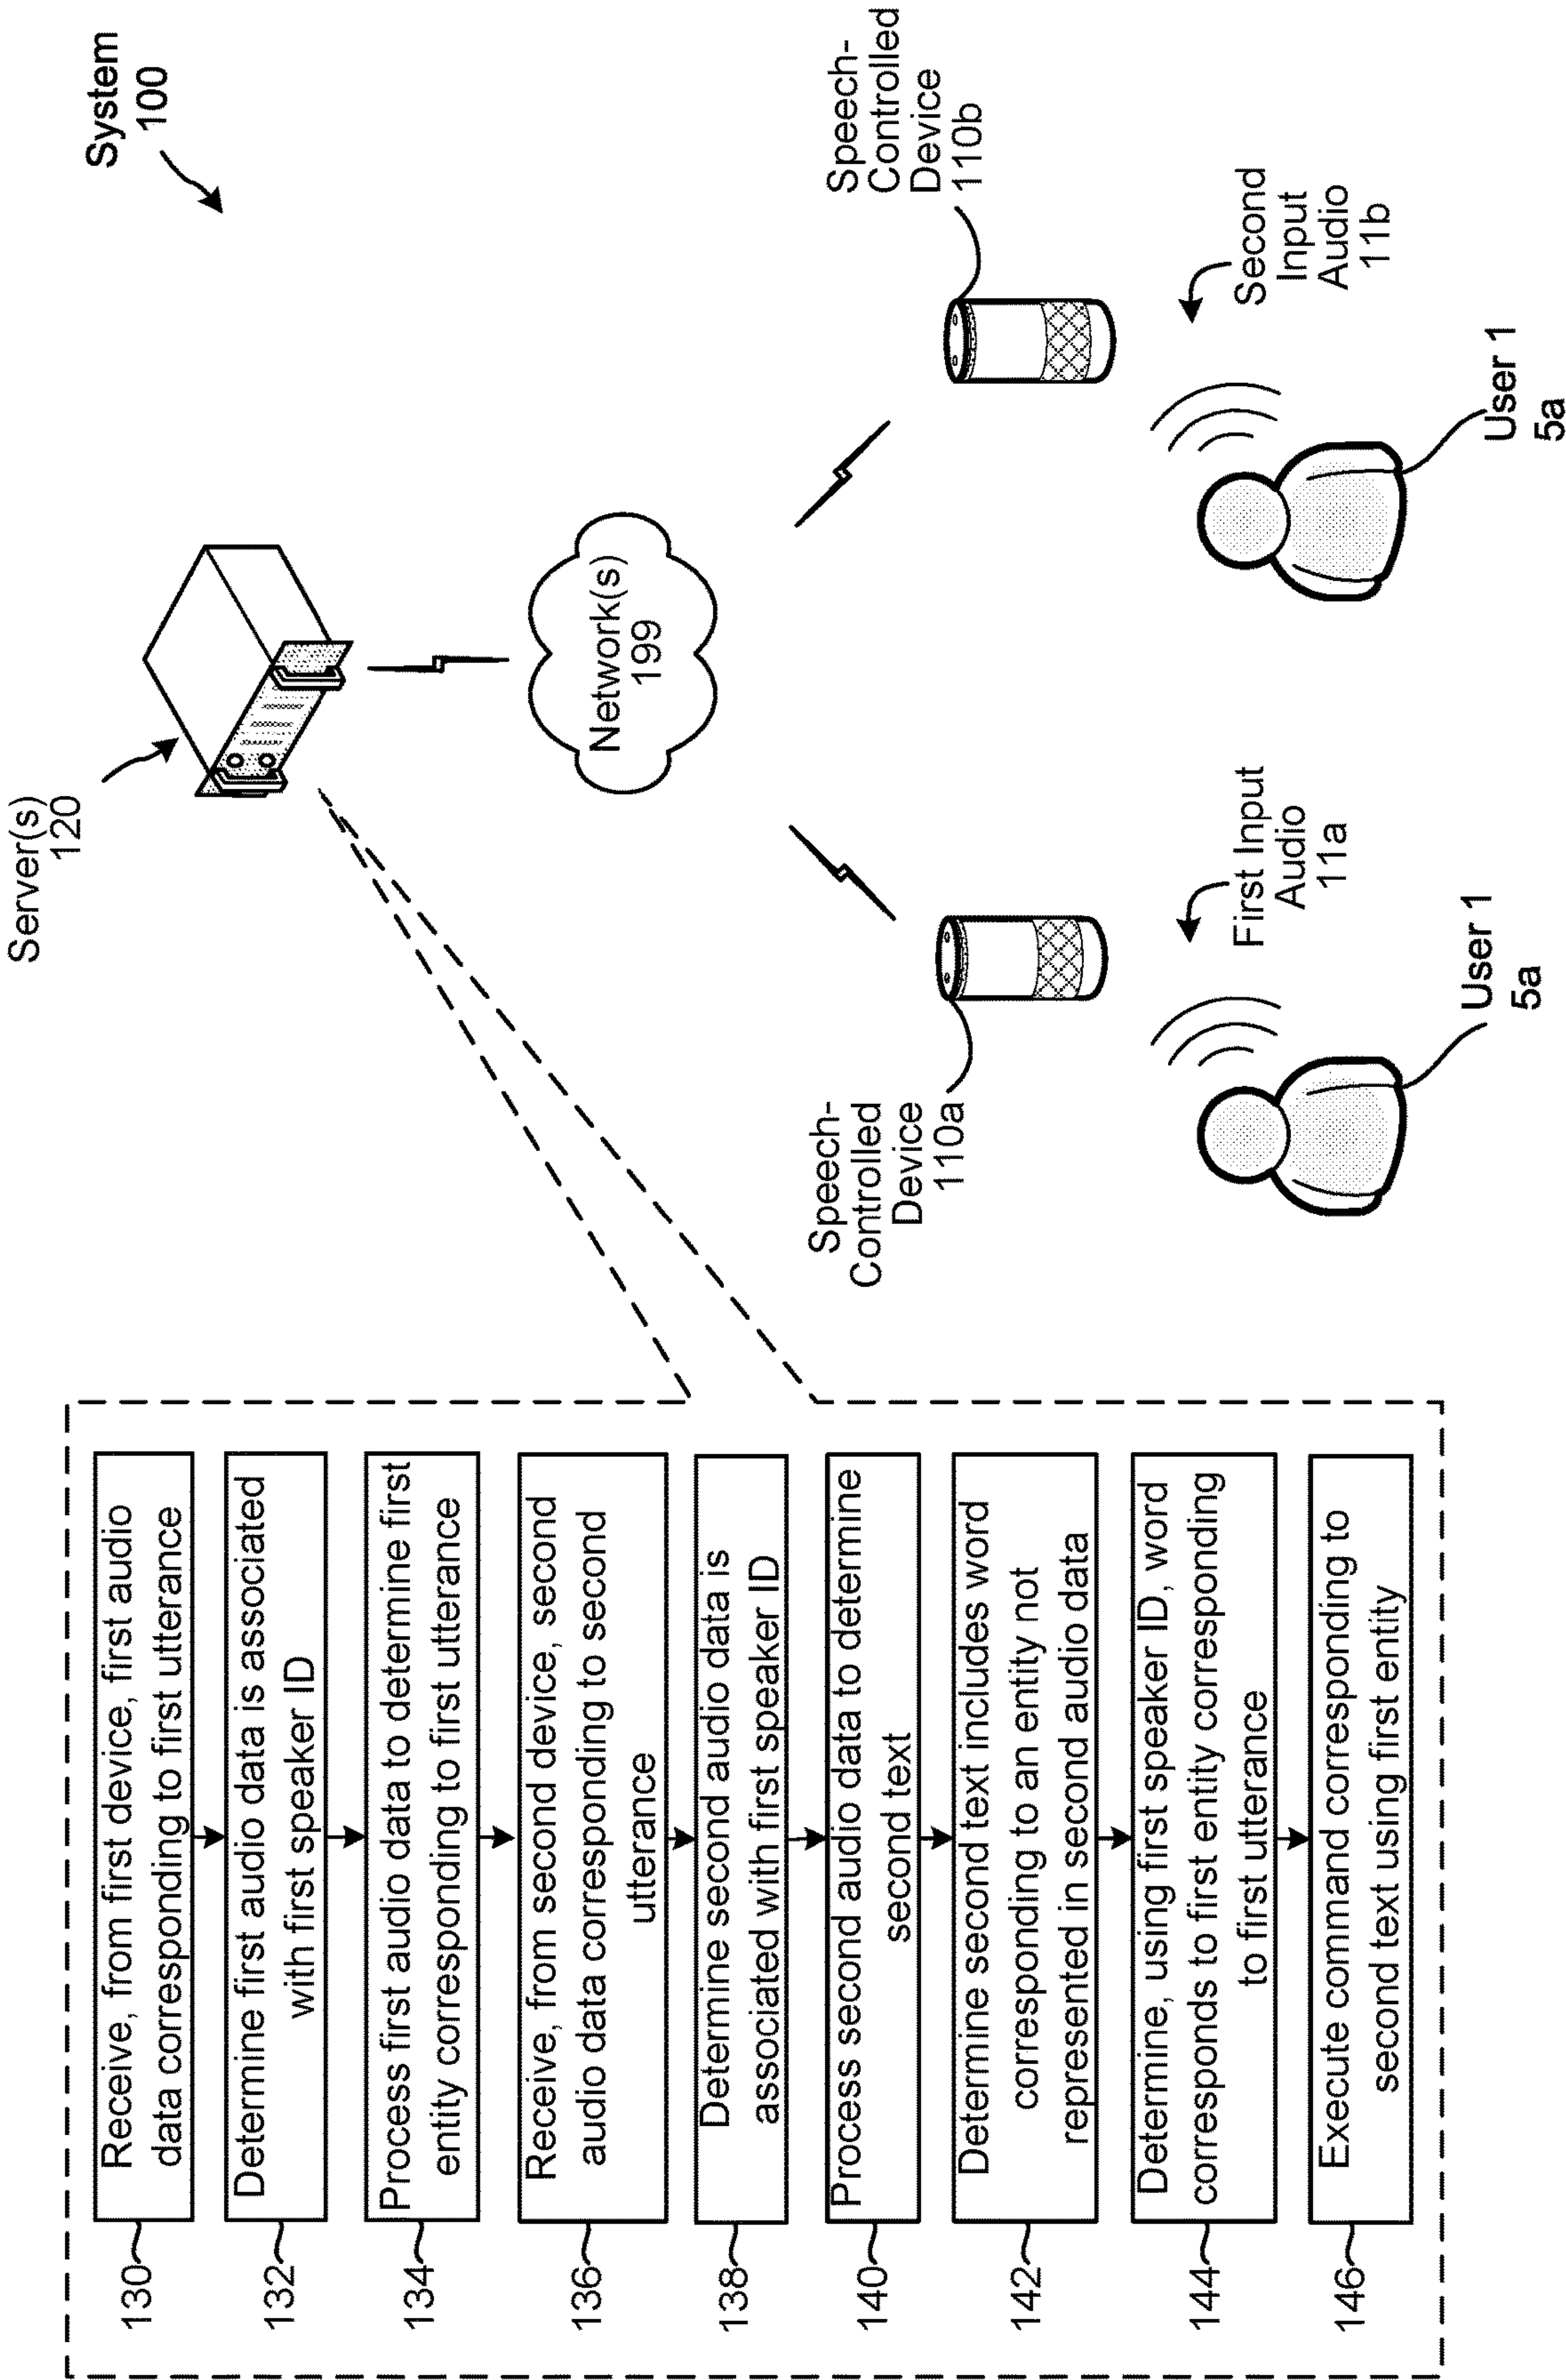 System
100
Server(s)
120
Network(s)
199
130
Receive, from first device, first audio
data corresponding to first utterance
132
Determine first audio data is associated
with first speaker ID
134
Process first audio data to determine first
entity corresponding to first utterance
136
Receive, from second device, second
audio data corresponding to second
utterance
138
Determine second audio data is
associated with first speaker ID
140
Process second audio data to determine
second text
142
Determine second text includes word
corresponding to an entity not
represented in second audio data
144
Determine, using first speaker ID, word
corresponds to first entity corresponding
to first utterance
146
Execute command corresponding to
second text using first entity
Speech-
Controlled
Device
110a
First Input
Audio
11a
User 1
5a
Speech-
Controlled
Device
110b
Second
Input
Audio
11b
User 1
5a